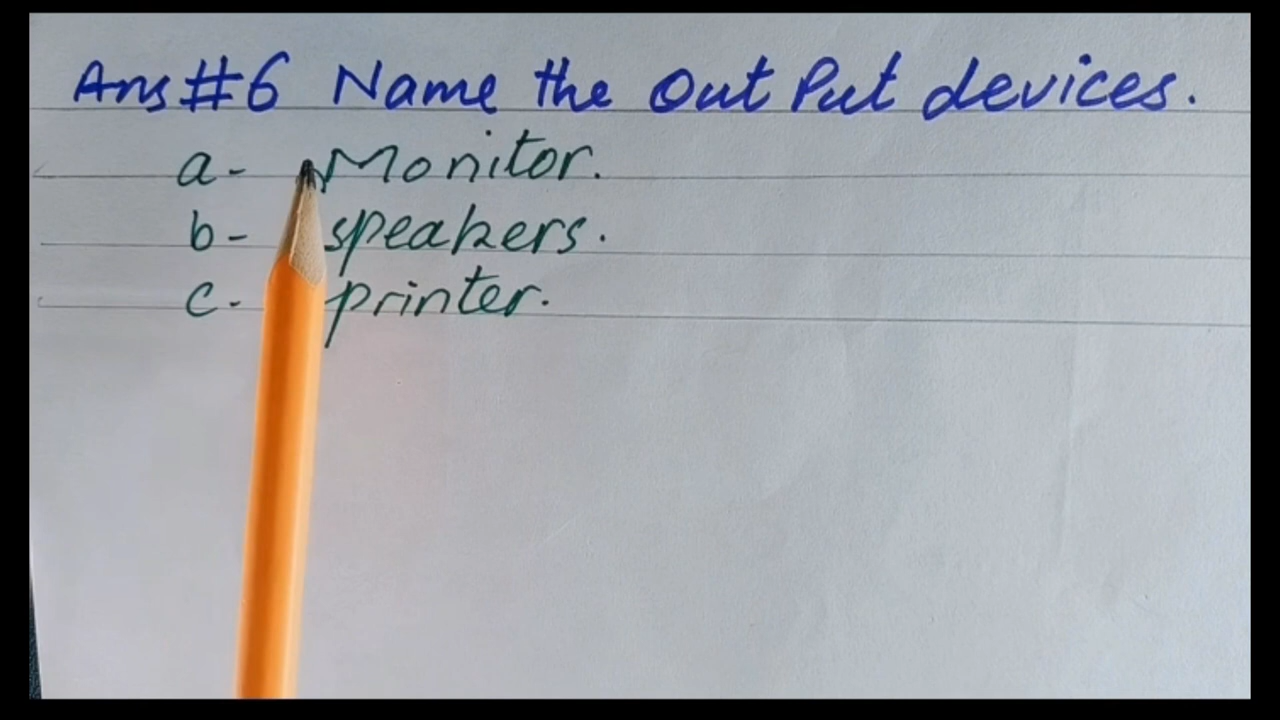 Ans#6 Name the Out Put devices.
a- Monitor.
b- speakers.
c- printer.